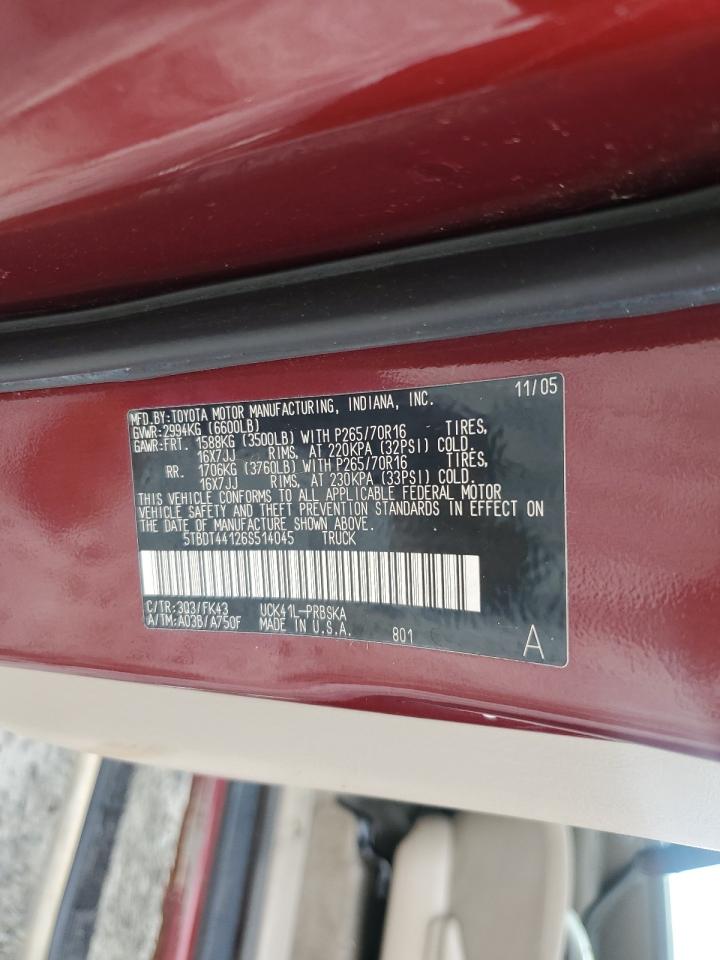 MFD.BY:TOYOTA MOTOR MANUFACTURING, INDIANA, INC. 11/05
GVWR:2994KG (6600LB)
GAWR:FRT. 1588KG (3500LB) WITH P265/70R16 TIRES,
16X7JJ RIMS, AT 220KPA (32PSI) COLD.
RR. 1706KG (3760LB) WITH P265/70R16 TIRES,
16X7JJ RIMS, AT 230KPA (33PSI) COLD.
THIS VEHICLE CONFORMS TO ALL APPLICABLE FEDERAL MOTOR
VEHICLE SAFETY AND THEFT PREVENTION STANDARDS IN EFFECT ON
THE DATE OF MANUFACTURE SHOWN ABOVE.
5TBDT44126S514045 TRUCK
C/TR:3Q3/FK43 UCK41L-PRBSKA
A/TM:A03B/A750F MADE IN U.S.A. 801 A